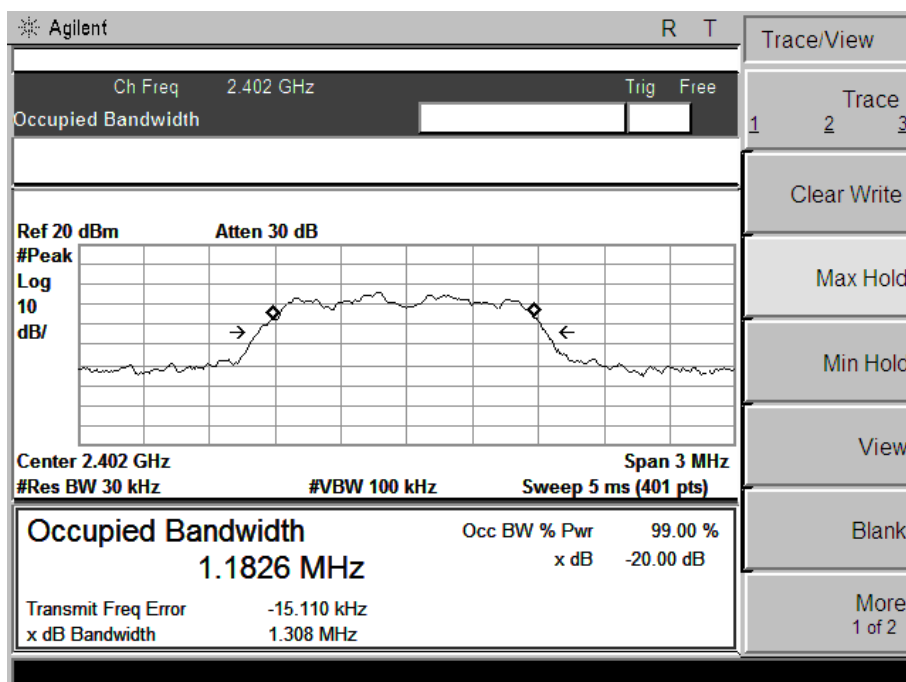 Agilent R T
Ch Freq 2.402 GHz Trig Free
Occupied Bandwidth
Ref 20 dBm Atten 30 dB
#Peak
Log
10
dB/
Center 2.402 GHz Span 3 MHz
#Res BW 30 kHz #VBW 100 kHz Sweep 5 ms (401 pts)
Occupied Bandwidth
1.1826 MHz
Occ BW % Pwr 99.00 %
x dB -20.00 dB
Transmit Freq Error -15.110 kHz
x dB Bandwidth 1.308 MHz
Trace/View
Trace
1 2 3
Clear Write
Max Hold
Min Hold
View
Blank
More
1 of 2